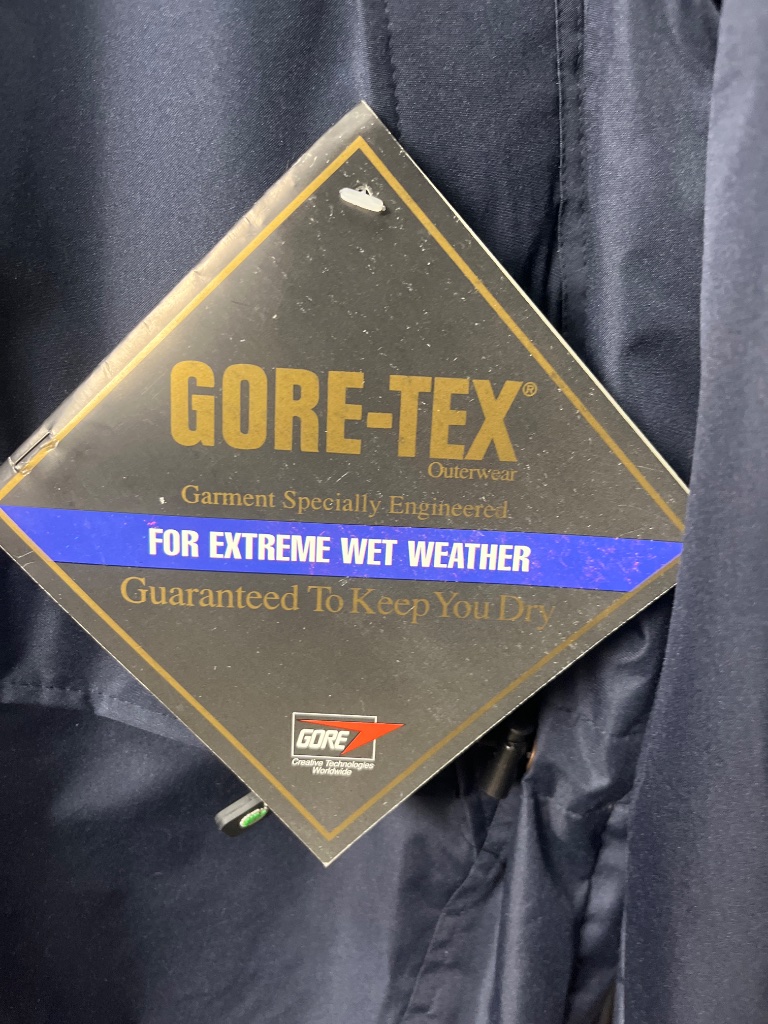 GORE-TEX®
Outerwear
Garment Specially Engineered
FOR EXTREME WET WEATHER
Guaranteed To Keep You Dry
GORE
Creative Technologies
Worldwide